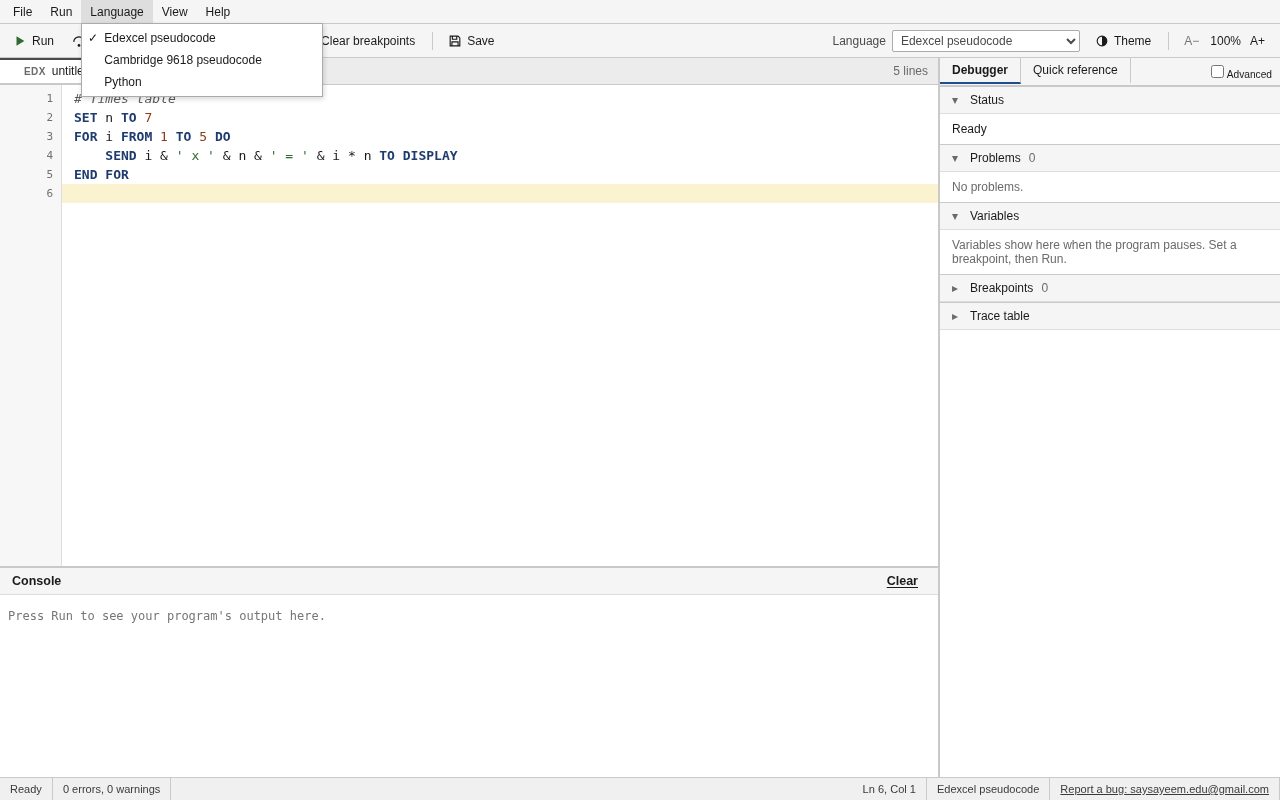 File Run Language View Help
✓ Edexcel pseudocode
Cambridge 9618 pseudocode
Python
Run Clear breakpoints Save Language Edexcel pseudocode Theme A− 100% A+
EDX 5 lines
Debugger Quick reference Advanced
1 # Times table
2 SET n TO 7
3 FOR i FROM 1 TO 5 DO
4 SEND i & ' x ' & n & ' = ' & i * n TO DISPLAY
5 END FOR
6
▾ Status
Ready
▾ Problems 0
No problems.
▾ Variables
Variables show here when the program pauses. Set a
breakpoint, then Run.
▸ Breakpoints 0
▸ Trace table
Console Clear
Press Run to see your program's output here.
Ready 0 errors, 0 warnings Ln 6, Col 1 Edexcel pseudocode Report a bug: saysayeem.edu@gmail.com